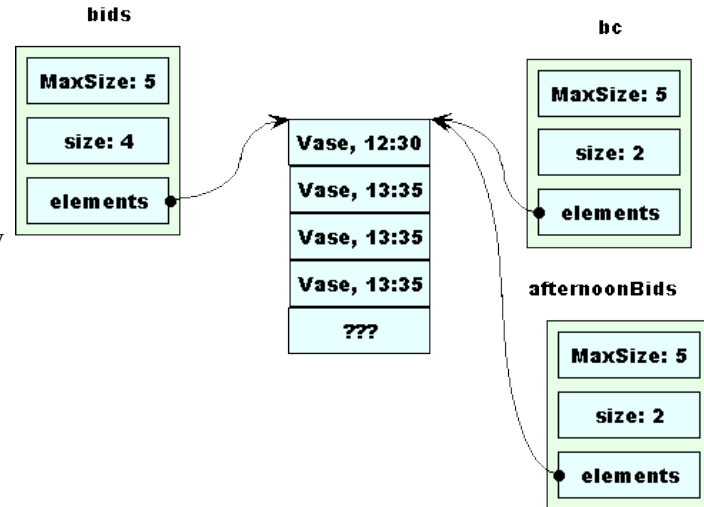 bids
MaxSize: 5
size: 4
elements
Vase, 12:30
Vase, 13:35
Vase, 13:35
Vase, 13:35
???
bc
MaxSize: 5
size: 2
elements
afternoonBids
MaxSize: 5
size: 2
elements